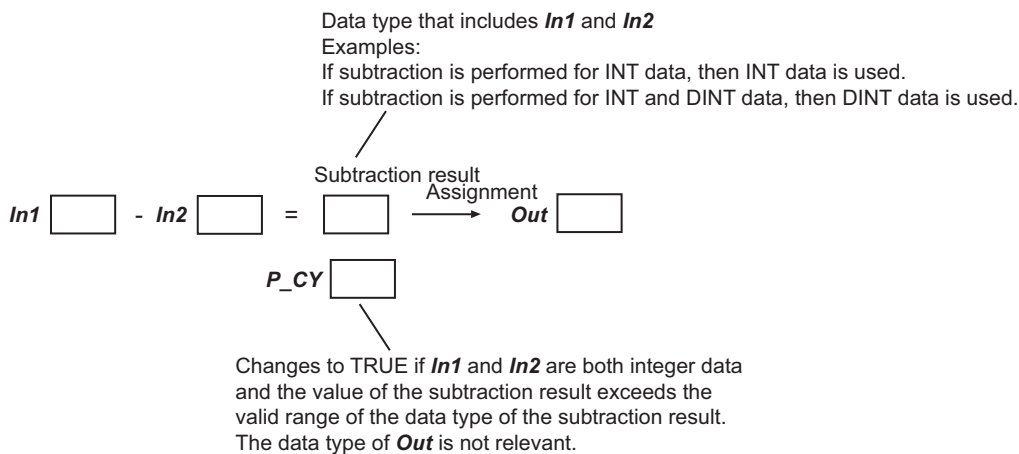 Data type that includes In1 and In2
Examples:
If subtraction is performed for INT data, then INT data is used.
If subtraction is performed for INT and DINT data, then DINT data is used.
Subtraction result
Assignment
In1 - In2 = Out
P_CY
Changes to TRUE if In1 and In2 are both integer data
and the value of the subtraction result exceeds the
valid range of the data type of the subtraction result.
The data type of Out is not relevant.